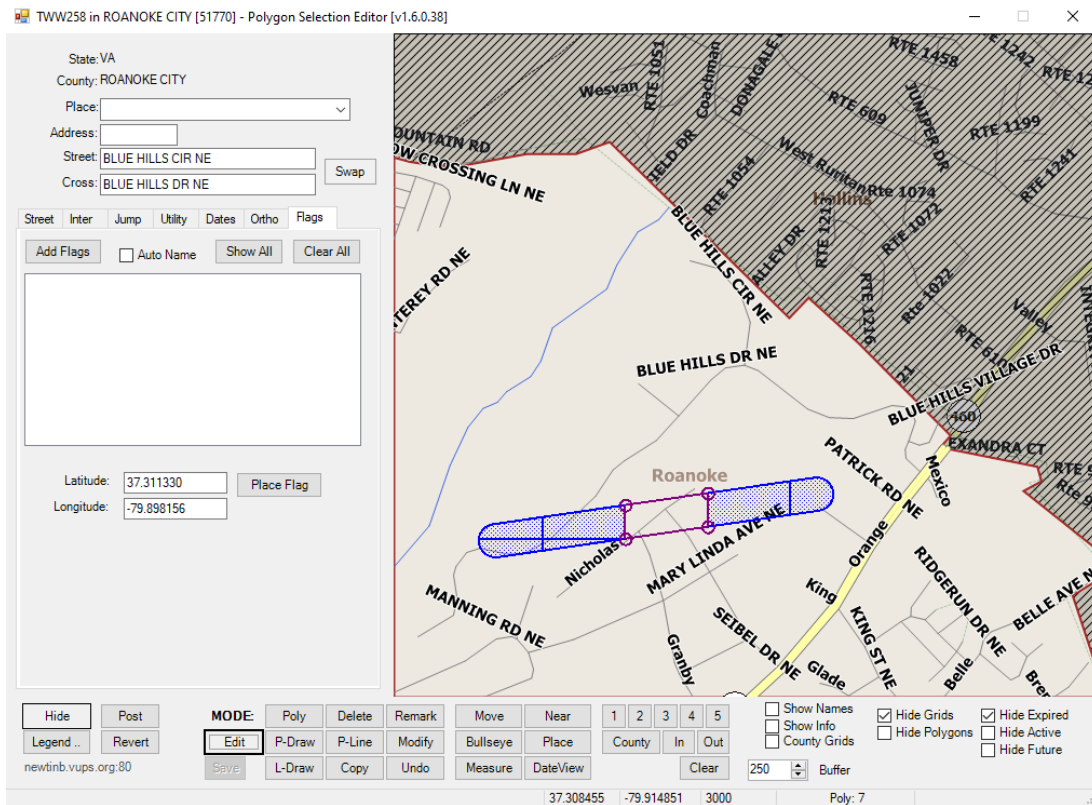 TWW258 in ROANOKE CITY [51770] - Polygon Selection Editor [v1.6.0.38]
State: VA
County: ROANOKE CITY
Place:
Address:
Street: BLUE HILLS CIR NE
Cross: BLUE HILLS DR NE
Swap
Street Inter Jump Utility Dates Ortho Flags
Add Flags Auto Name Show All Clear All
Latitude: 37.311330
Longitude: -79.898156
Place Flag
RTE 1458
RTE 1242
RTE 1051
Coachman
Wesvan
RTE 609
JUNIPER DR
RTE 1199
OUNTAIN RD
OW CROSSING LN NE
IELD DR
RTE 1054
West Ruritan
Rte 1074
RTE 1241
Hollins
RTE 1072
BLUE HILLS CIR NE
ALLEY DR
TEREY RD NE
RTE 1216
Rte 1022
Valley
RTE 610
BLUE HILLS DR NE
21
BLUE HILLS VILLAGE DR
460
EXANDRA CT
PATRICK RD NE
Mexico
Roanoke
Orange
Nicholas
MARY LINDA AVE NE
MANNING RD NE
King
RIDGERUN DR NE
BELLE AVE N
SEIBEL DR NE
KING ST NE
Granby
Glade
Belle
Bre
Hide Post MODE: Poly Delete Remark Move Near 1 2 3 4 5
Legend .. Revert Edit P-Draw P-Line Modify Bullseye Place County In Out
newtinb.vups.org:80 Save L-Draw Copy Undo Measure DateView Clear
Show Names
Show Info
County Grids
Hide Grids
Hide Polygons
Hide Expired
Hide Active
Hide Future
250 Buffer
37.308455 -79.914851 3000 Poly: 7